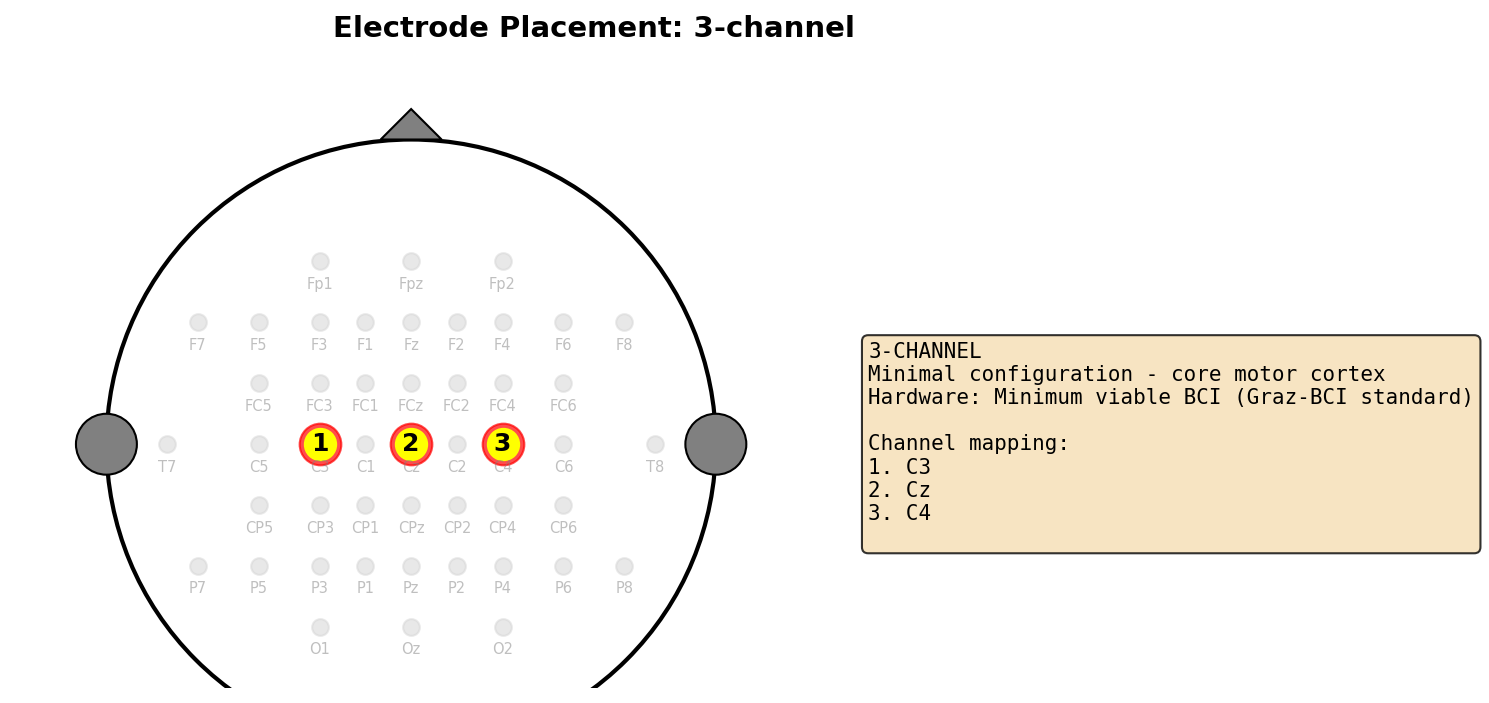 Electrode Placement: 3-channel
Fp1 Fpz Fp2
F7 F5 F3 F1 Fz F2 F4 F6 F8
FC5 FC3 FC1 FCz FC2 FC4 FC6
1 2 3
T7 C5 C3 C1 Cz C2 C4 C6 T8
CP5 CP3 CP1 CPz CP2 CP4 CP6
P7 P5 P3 P1 Pz P2 P4 P6 P8
O1 Oz O2
3-CHANNEL
Minimal configuration - core motor cortex
Hardware: Minimum viable BCI (Graz-BCI standard)
Channel mapping:
1. C3
2. Cz
3. C4